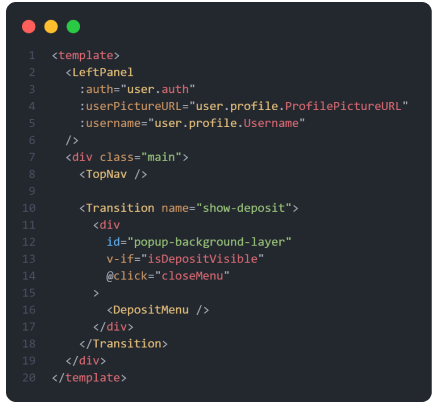 1 <template>
2   <LeftPanel
3     :auth="user.auth"
4     :userPictureURL="user.profile.ProfilePictureURL"
5     :username="user.profile.Username"
6   />
7   <div class="main">
8     <TopNav />
9
10     <Transition name="show-deposit">
11       <div
12         id="popup-background-layer"
13         v-if="isDepositVisible"
14         @click="closeMenu"
15       >
16         <DepositMenu />
17       </div>
18     </Transition>
19   </div>
20 </template>